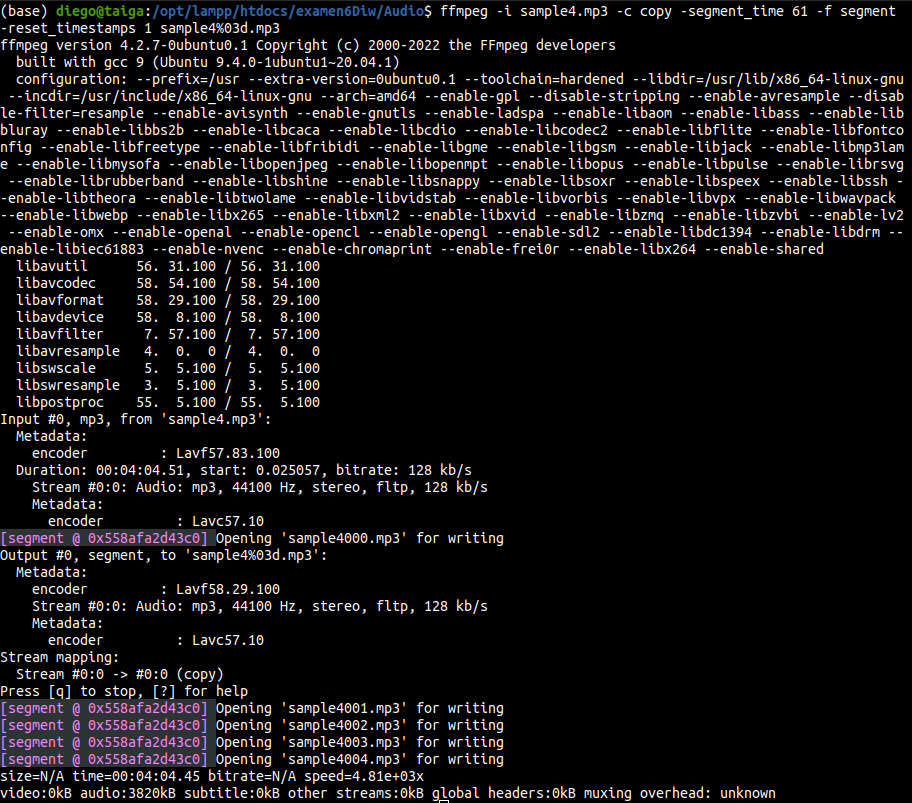 (base) diego@taiga:/opt/lampp/htdocs/examen6Diw/Audio$ ffmpeg -i sample4.mp3 -c copy -segment_time 61 -f segment
-reset_timestamps 1 sample4%03d.mp3
ffmpeg version 4.2.7-0ubuntu0.1 Copyright (c) 2000-2022 the FFmpeg developers
  built with gcc 9 (Ubuntu 9.4.0-1ubuntu1~20.04.1)
  configuration: --prefix=/usr --extra-version=0ubuntu0.1 --toolchain=hardened --libdir=/usr/lib/x86_64-linux-gnu
 --incdir=/usr/include/x86_64-linux-gnu --arch=amd64 --enable-gpl --disable-stripping --enable-avresample --disab
le-filter=resample --enable-avisynth --enable-gnutls --enable-ladspa --enable-libaom --enable-libass --enable-lib
bluray --enable-libbs2b --enable-libcaca --enable-libcdio --enable-libcodec2 --enable-libflite --enable-libfontco
nfig --enable-libfreetype --enable-libfribidi --enable-libgme --enable-libgsm --enable-libjack --enable-libmp3lam
e --enable-libmysofa --enable-libopenjpeg --enable-libopenmpt --enable-libopus --enable-libpulse --enable-librsvg
 --enable-librubberband --enable-libshine --enable-libsnappy --enable-libsoxr --enable-libspeex --enable-libssh -
-enable-libtheora --enable-libtwolame --enable-libvidstab --enable-libvorbis --enable-libvpx --enable-libwavpack
--enable-libwebp --enable-libx265 --enable-libxml2 --enable-libxvid --enable-libzmq --enable-libzvbi --enable-lv2
 --enable-omx --enable-openal --enable-opencl --enable-opengl --enable-sdl2 --enable-libdc1394 --enable-libdrm --
enable-libiec61883 --enable-nvenc --enable-chromaprint --enable-frei0r --enable-libx264 --enable-shared
  libavutil      56. 31.100 / 56. 31.100
  libavcodec     58. 54.100 / 58. 54.100
  libavformat    58. 29.100 / 58. 29.100
  libavdevice    58.  8.100 / 58.  8.100
  libavfilter     7. 57.100 /  7. 57.100
  libavresample   4.  0.  0 /  4.  0.  0
  libswscale      5.  5.100 /  5.  5.100
  libswresample   3.  5.100 /  3.  5.100
  libpostproc    55.  5.100 / 55.  5.100
Input #0, mp3, from 'sample4.mp3':
  Metadata:
    encoder         : Lavf57.83.100
  Duration: 00:04:04.51, start: 0.025057, bitrate: 128 kb/s
    Stream #0:0: Audio: mp3, 44100 Hz, stereo, fltp, 128 kb/s
    Metadata:
      encoder         : Lavc57.10
[segment @ 0x558afa2d43c0] Opening 'sample4000.mp3' for writing
Output #0, segment, to 'sample4%03d.mp3':
  Metadata:
    encoder         : Lavf58.29.100
    Stream #0:0: Audio: mp3, 44100 Hz, stereo, fltp, 128 kb/s
    Metadata:
      encoder         : Lavc57.10
Stream mapping:
  Stream #0:0 -> #0:0 (copy)
Press [q] to stop, [?] for help
[segment @ 0x558afa2d43c0] Opening 'sample4001.mp3' for writing
[segment @ 0x558afa2d43c0] Opening 'sample4002.mp3' for writing
[segment @ 0x558afa2d43c0] Opening 'sample4003.mp3' for writing
[segment @ 0x558afa2d43c0] Opening 'sample4004.mp3' for writing
size=N/A time=00:04:04.45 bitrate=N/A speed=4.81e+03x
video:0kB audio:3820kB subtitle:0kB other streams:0kB global headers:0kB muxing overhead: unknown